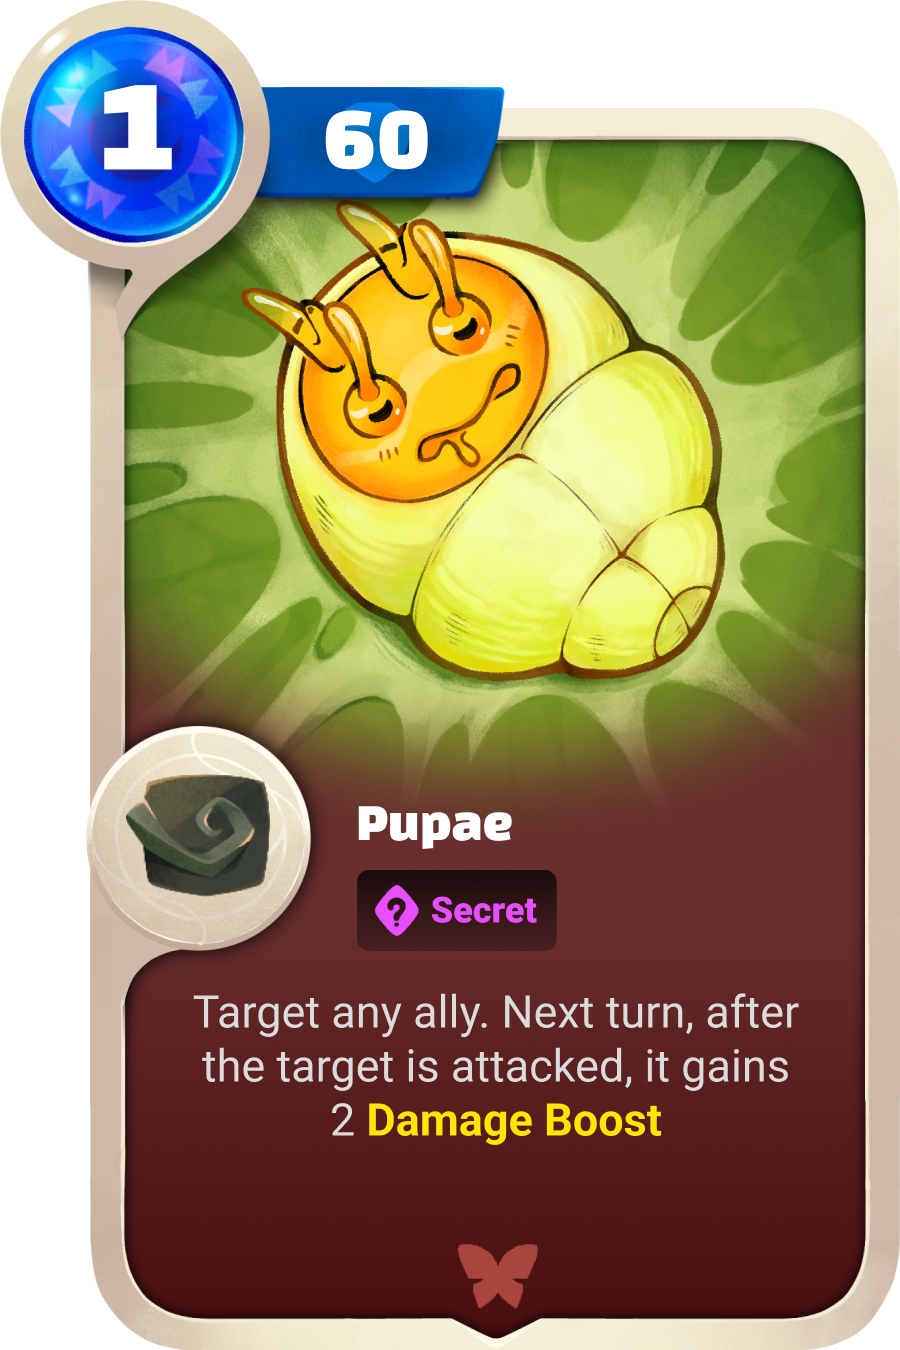 1
60
Pupae
Secret
Target any ally. Next turn, after
the target is attacked, it gains
2 Damage Boost